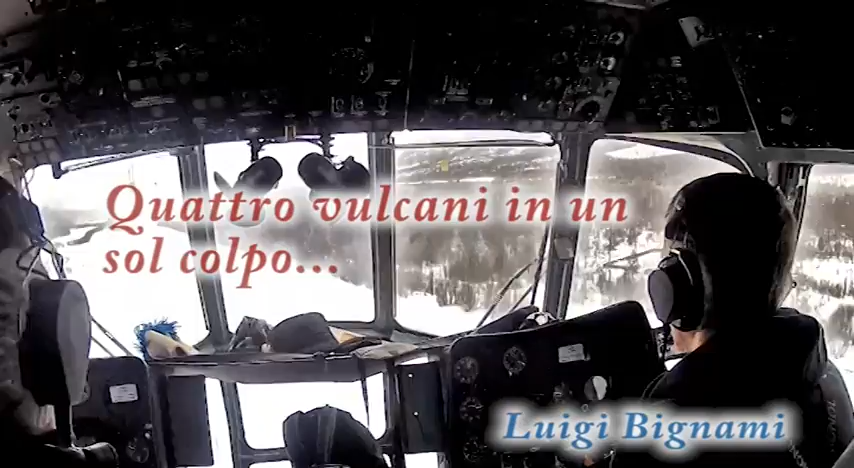 Quattro vulcani in un
sol colpo...
Luigi Bignami